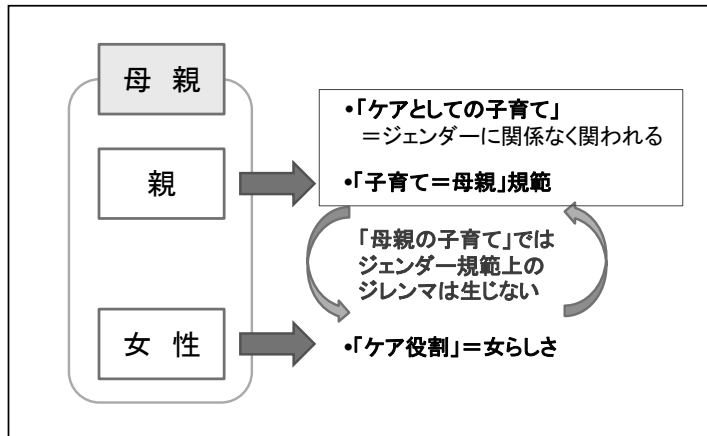 母 親
•「ケアとしての子育て」
＝ジェンダーに関係なく関われる
親
•「子育て＝母親」規範
「母親の子育て」では
ジェンダー規範上の
ジレンマは生じない
女 性
•「ケア役割」＝女らしさ